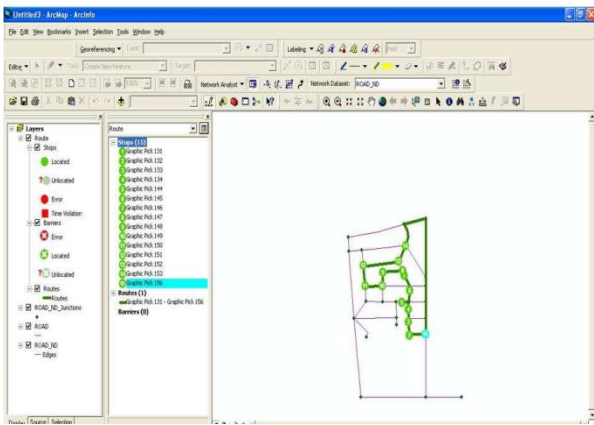 Untitled3 - ArcMap - ArcInfo
File Edit View Bookmarks Insert Selection Tools Window Help
Georeferencing Layer: Labeling Fast
Editor Task: Create New Feature Target:
Network Analyst Network Dataset: ROAD_ND
Layers
Route
Stops
Located
Unlocated
Error
Time Violation
Barriers
Error
Located
Unlocated
Routes
Routes
ROAD_ND_Junctions
ROAD
ROAD_ND
Edges
Display Source Selection
Route
Stops (15)
Graphic Pick 131
Graphic Pick 132
Graphic Pick 133
Graphic Pick 134
Graphic Pick 144
Graphic Pick 145
Graphic Pick 146
Graphic Pick 147
Graphic Pick 148
Graphic Pick 149
Graphic Pick 150
Graphic Pick 151
Graphic Pick 152
Graphic Pick 153
Graphic Pick 156
Routes (1)
Graphic Pick 131 - Graphic Pick 156
Barriers (0)